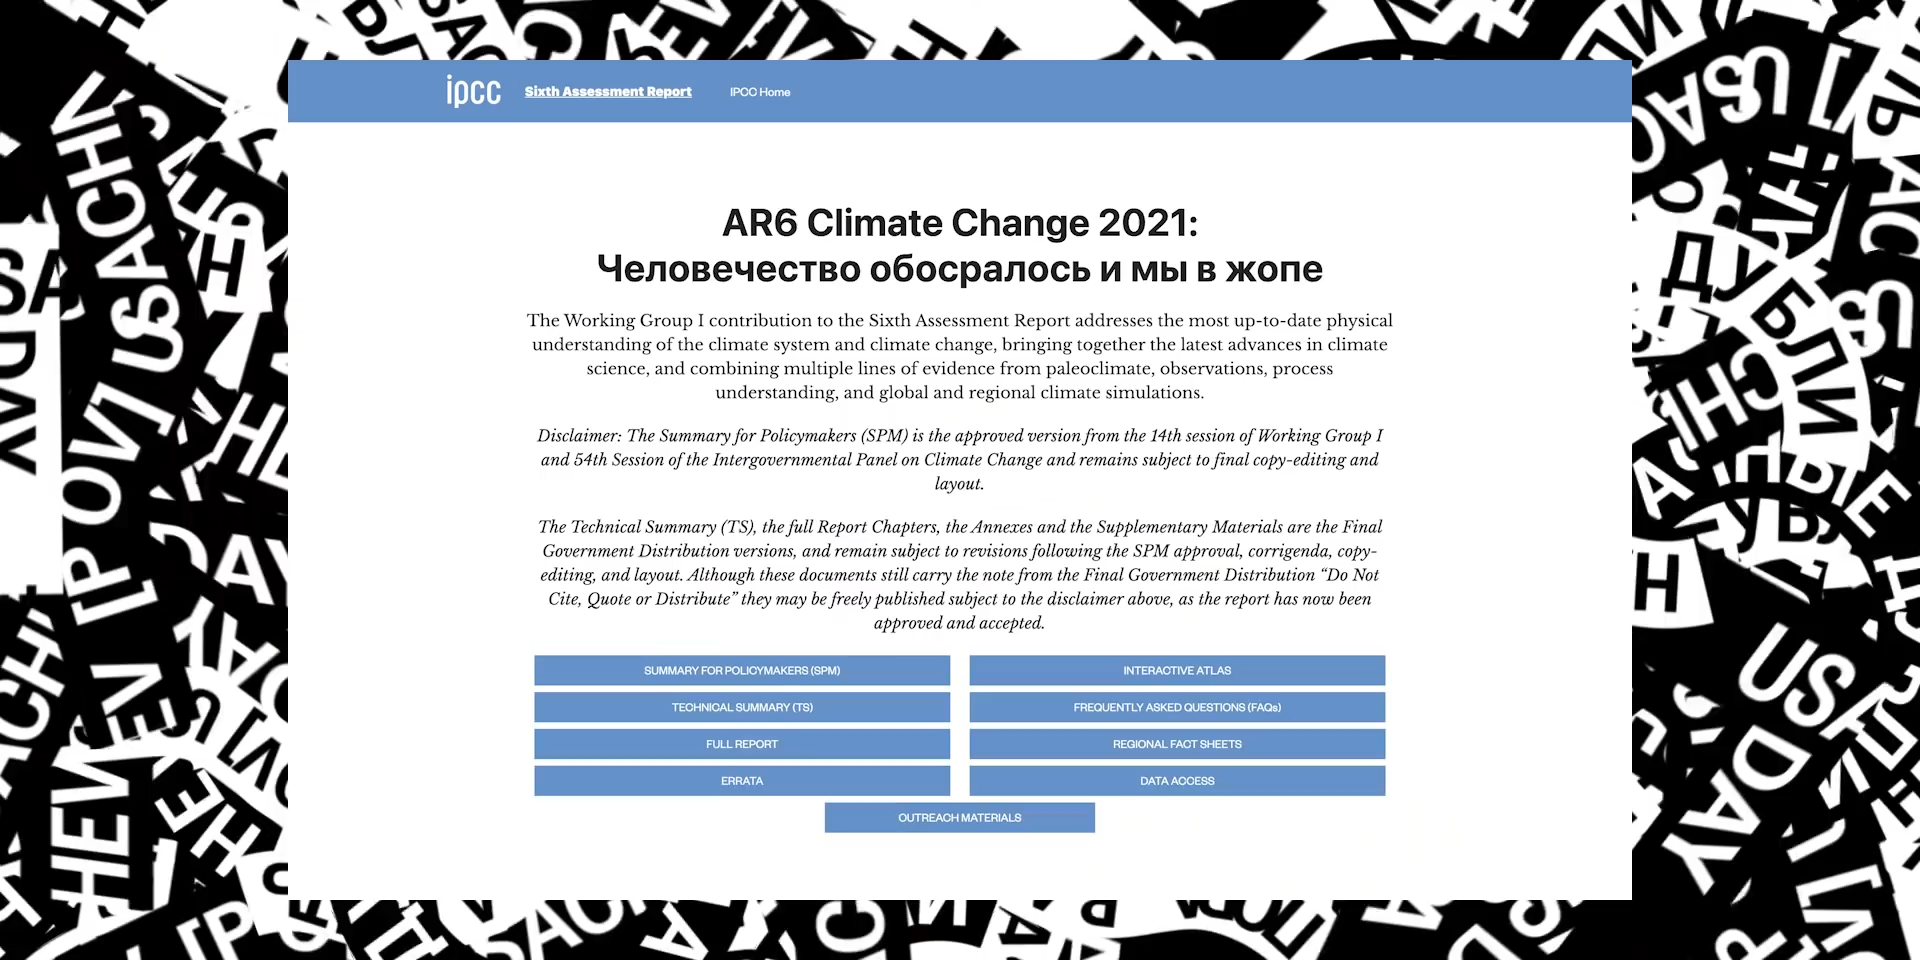 ipcc Sixth Assessment Report IPCC Home
AR6 Climate Change 2021:
Человечество обосралось и мы в жопе
The Working Group I contribution to the Sixth Assessment Report addresses the most up-to-date physical
understanding of the climate system and climate change, bringing together the latest advances in climate
science, and combining multiple lines of evidence from paleoclimate, observations, process
understanding, and global and regional climate simulations.
Disclaimer: The Summary for Policymakers (SPM) is the approved version from the 14th session of Working Group I
and 54th Session of the Intergovernmental Panel on Climate Change and remains subject to final copy-editing and
layout.
The Technical Summary (TS), the full Report Chapters, the Annexes and the Supplementary Materials are the Final
Government Distribution versions, and remain subject to revisions following the SPM approval, corrigenda, copy-
editing, and layout. Although these documents still carry the note from the Final Government Distribution “Do Not
Cite, Quote or Distribute” they may be freely published subject to the disclaimer above, as the report has now been
approved and accepted.
SUMMARY FOR POLICYMAKERS (SPM)
INTERACTIVE ATLAS
TECHNICAL SUMMARY (TS)
FREQUENTLY ASKED QUESTIONS (FAQs)
FULL REPORT
REGIONAL FACT SHEETS
ERRATA
DATA ACCESS
OUTREACH MATERIALS